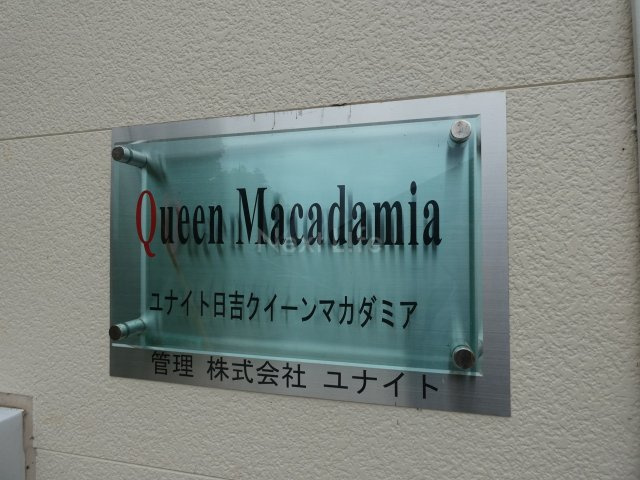 Queen Macadamia
ユナイト日吉クイーンマカダミア
管理 株式会社 ユナイト